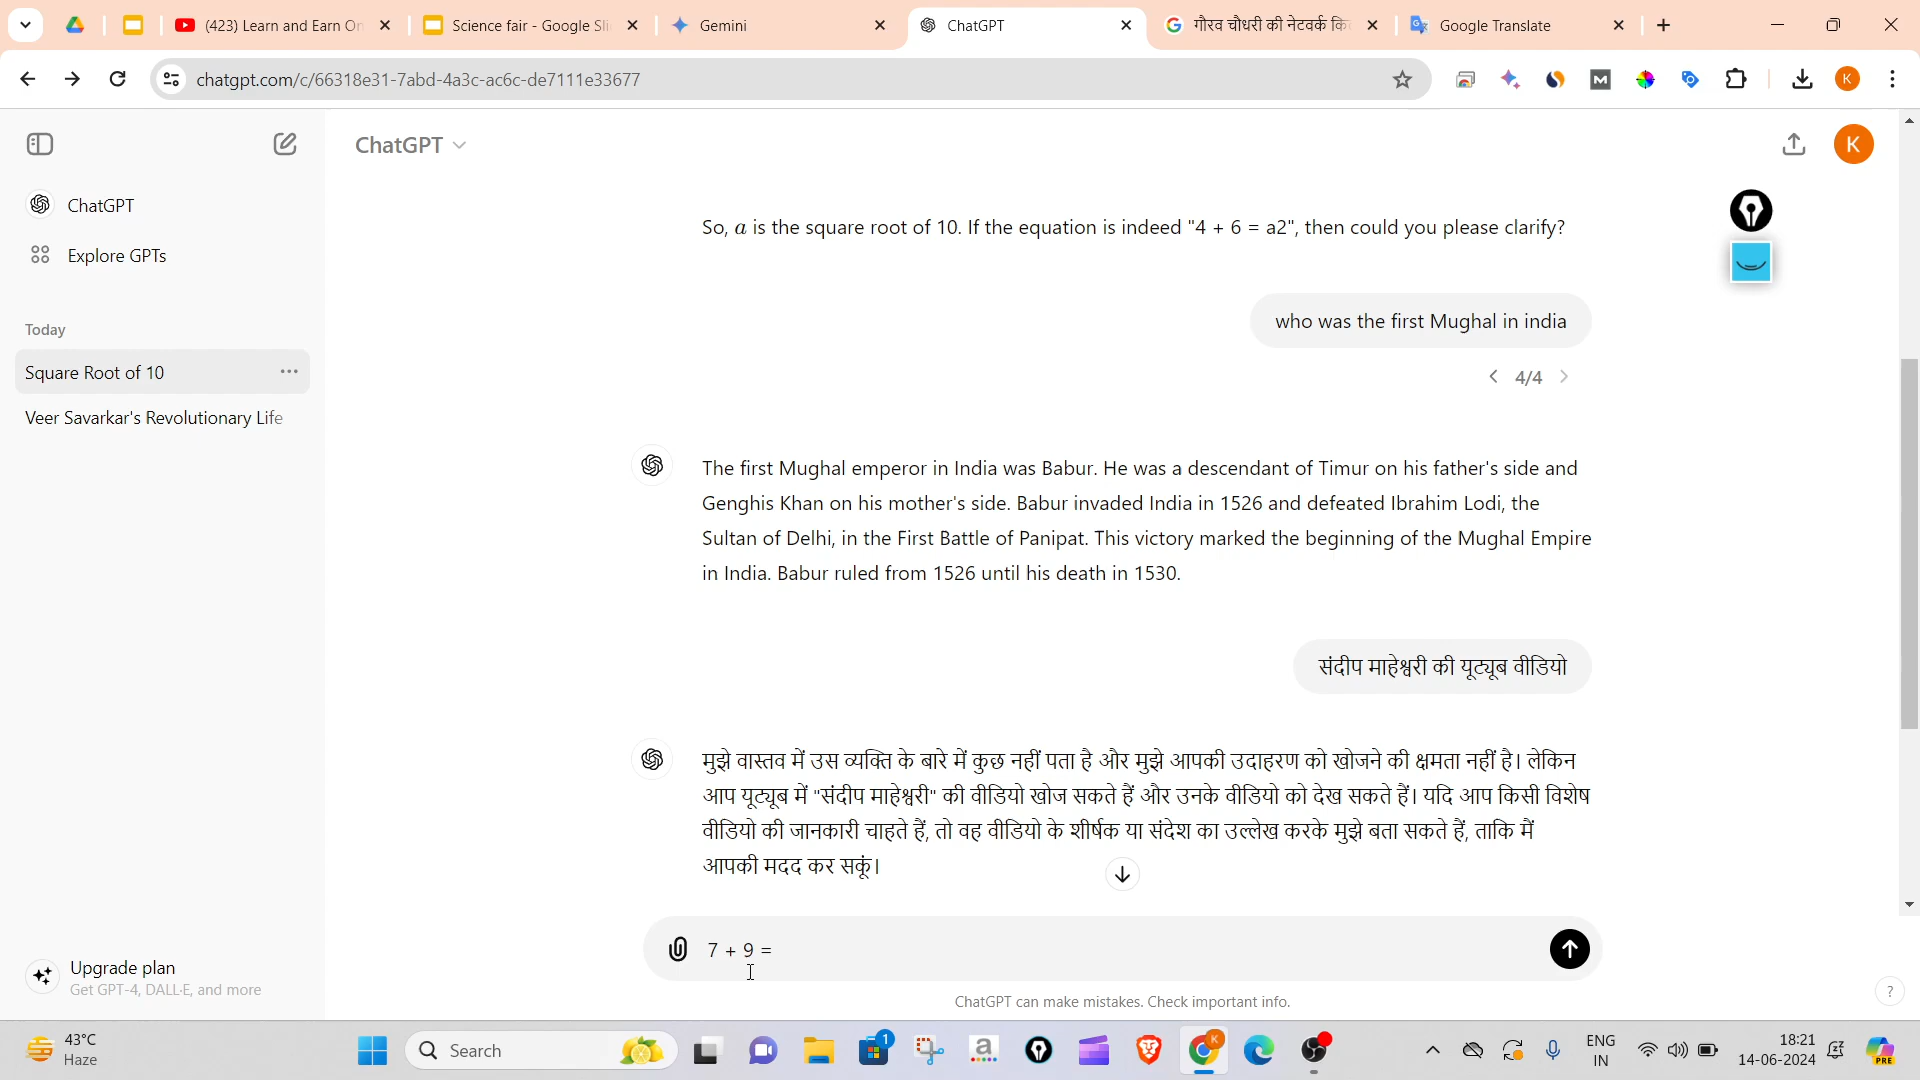 (423) Learn and Earn On
Science fair - Google Sli
Gemini
ChatGPT
गौरव चौधरी की नेटवर्क कि
Google Translate
chatgpt.com/c/66318e31-7abd-4a3c-ac6c-de7111e33677
M
K
ChatGPT
K
ChatGPT
Explore GPTs
Today
Square Root of 10
Veer Savarkar's Revolutionary Life
So, a is the square root of 10. If the equation is indeed "4 + 6 = a2", then could you please clarify?
who was the first Mughal in india
4/4
The first Mughal emperor in India was Babur. He was a descendant of Timur on his father's side and
Genghis Khan on his mother's side. Babur invaded India in 1526 and defeated Ibrahim Lodi, the
Sultan of Delhi, in the First Battle of Panipat. This victory marked the beginning of the Mughal Empire
in India. Babur ruled from 1526 until his death in 1530.
संदीप माहेश्वरी की यूट्यूब वीडियो
मुझे वास्तव में उस व्यक्ति के बारे में कुछ नहीं पता है और मुझे आपकी उदाहरण को खोजने की क्षमता नहीं है। लेकिन
आप यूट्यूब में "संदीप माहेश्वरी" की वीडियो खोज सकते हैं और उनके वीडियो को देख सकते हैं। यदि आप किसी विशेष
वीडियो की जानकारी चाहते हैं, तो वह वीडियो के शीर्षक या संदेश का उल्लेख करके मुझे बता सकते हैं, ताकि मैं
आपकी मदद कर सकूं।
7 + 9 =
Upgrade plan
Get GPT-4, DALL·E, and more
ChatGPT can make mistakes. Check important info.
?
43°C
Haze
Search
1
a
K
ENG
IN
18:21
14-06-2024
PRE